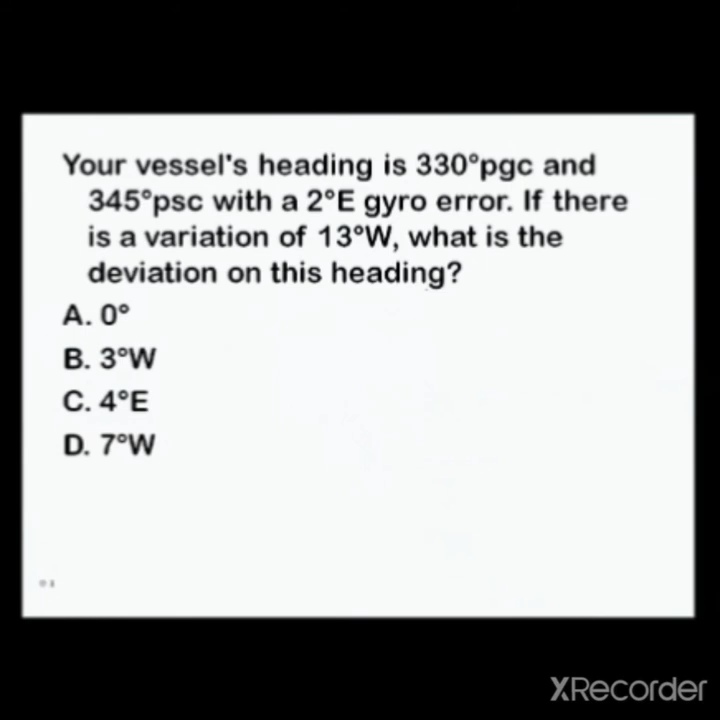 Your vessel's heading is 330°pgc and
345°psc with a 2°E gyro error. If there
is a variation of 13°W, what is the
deviation on this heading?
A. 0°
B. 3°W
C. 4°E
D. 7°W
XRecorder